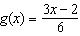 g(x) = (3x − 2)/6